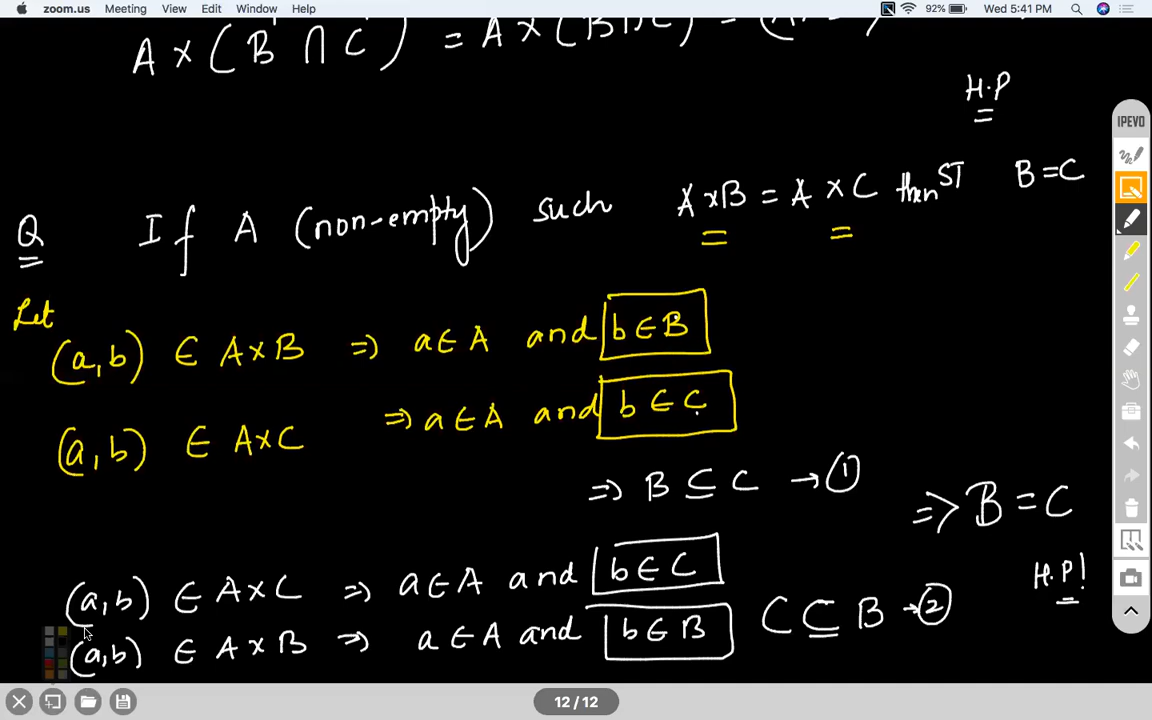 zoom.us Meeting View Edit Window Help 92% Wed 5:41 PM
A × (B ∩ C) = A × (B ∩ C) =
H.P
IPEVO
Q If A (non-empty) such A×B = A × C then ST B=C
Let
(a,b) ∈ A×B ⇒ a∈A and b∈B
(a,b) ∈ A×C ⇒ a∈A and b∈C
⇒ B ⊆ C → ①
⇒ B = C
H.P!
(a,b) ∈ A×C ⇒ a∈A and b∈C
(a,b) ∈ A×B ⇒ a∈A and b∈B C ⊆ B → ②
12 / 12